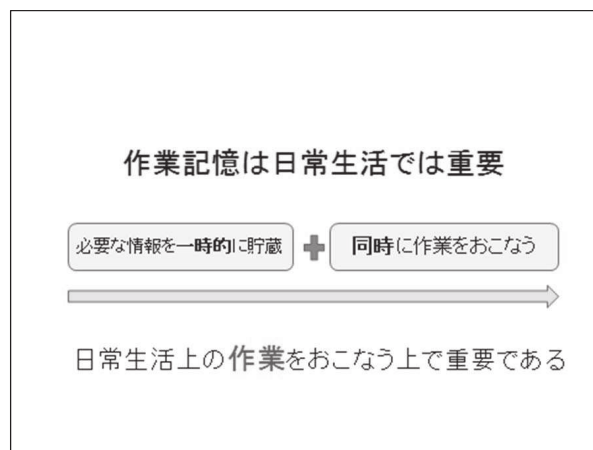 作業記憶は日常生活では重要
必要な情報を一時的に貯蔵
同時に作業をおこなう
日常生活上の作業をおこなう上で重要である